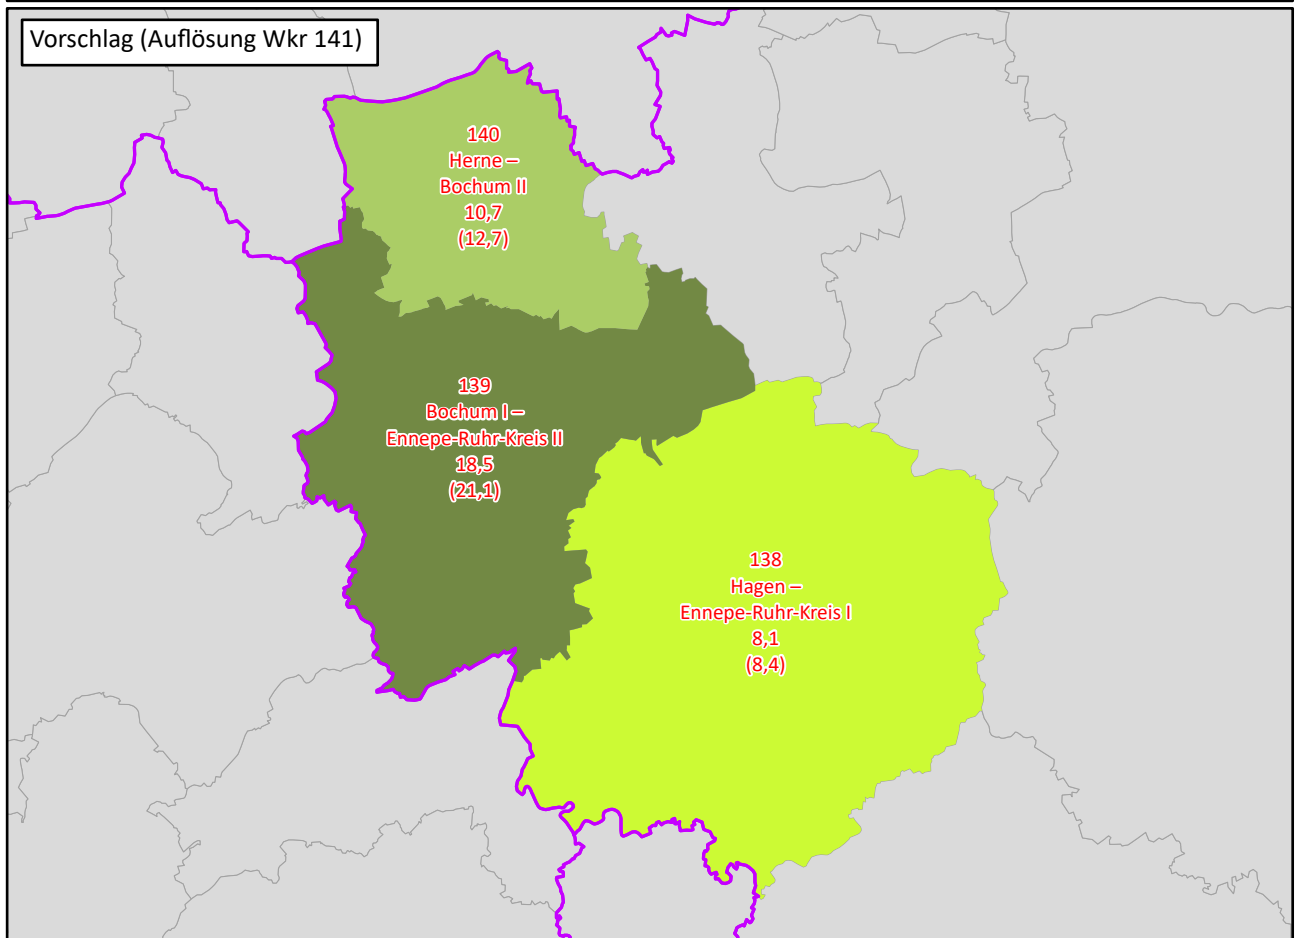 Vorschlag (Auflösung Wkr 141)
140
Herne –
Bochum II
10,7
(12,7)
139
Bochum I –
Ennepe-Ruhr-Kreis II
18,5
(21,1)
138
Hagen –
Ennepe-Ruhr-Kreis I
8,1
(8,4)